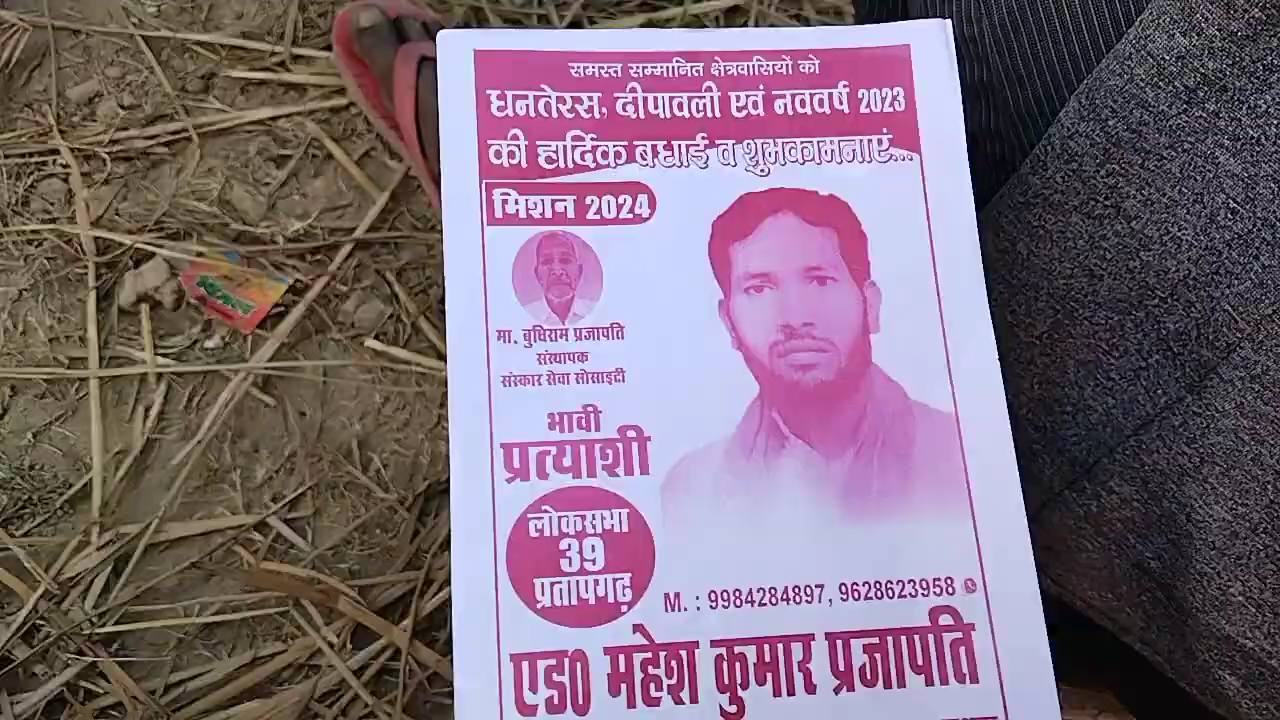 समस्त सम्मानित क्षेत्रवासियों को
धनतेरस, दीपावली एवं नववर्ष 2023
की हार्दिक बधाई व शुभकामनाएं...
मिशन 2024
मा. बुधिराम प्रजापति
संस्थापक
संस्कार सेवा सोसाइटी
भावी
प्रत्याशी
लोकसभा
39
प्रतापगढ़
M. : 9984284897, 9628623958
एड0 महेश कुमार प्रजापति